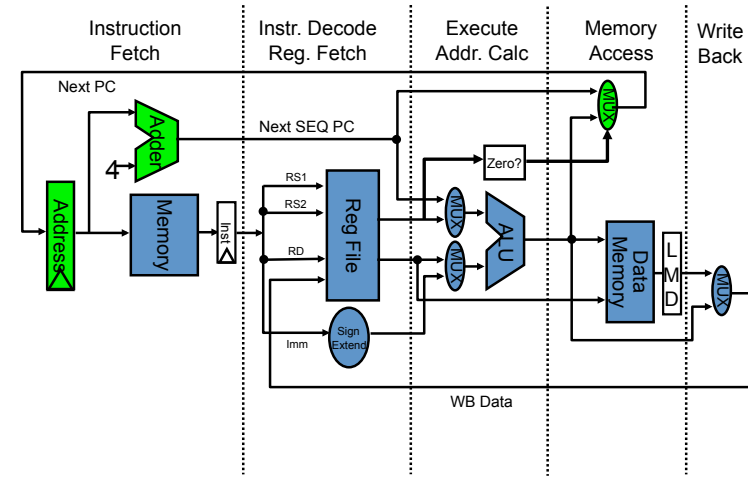 Instruction
Fetch
Instr. Decode
Reg. Fetch
Execute
Addr. Calc
Memory
Access
Write
Back
Next PC
Adder
4
Next SEQ PC
MUX
Zero?
Address
Memory
Inst
RS1
RS2
RD
Reg File
MUX
MUX
ALU
Data
Memory
L
M
D
MUX
Sign
Extend
Imm
WB Data